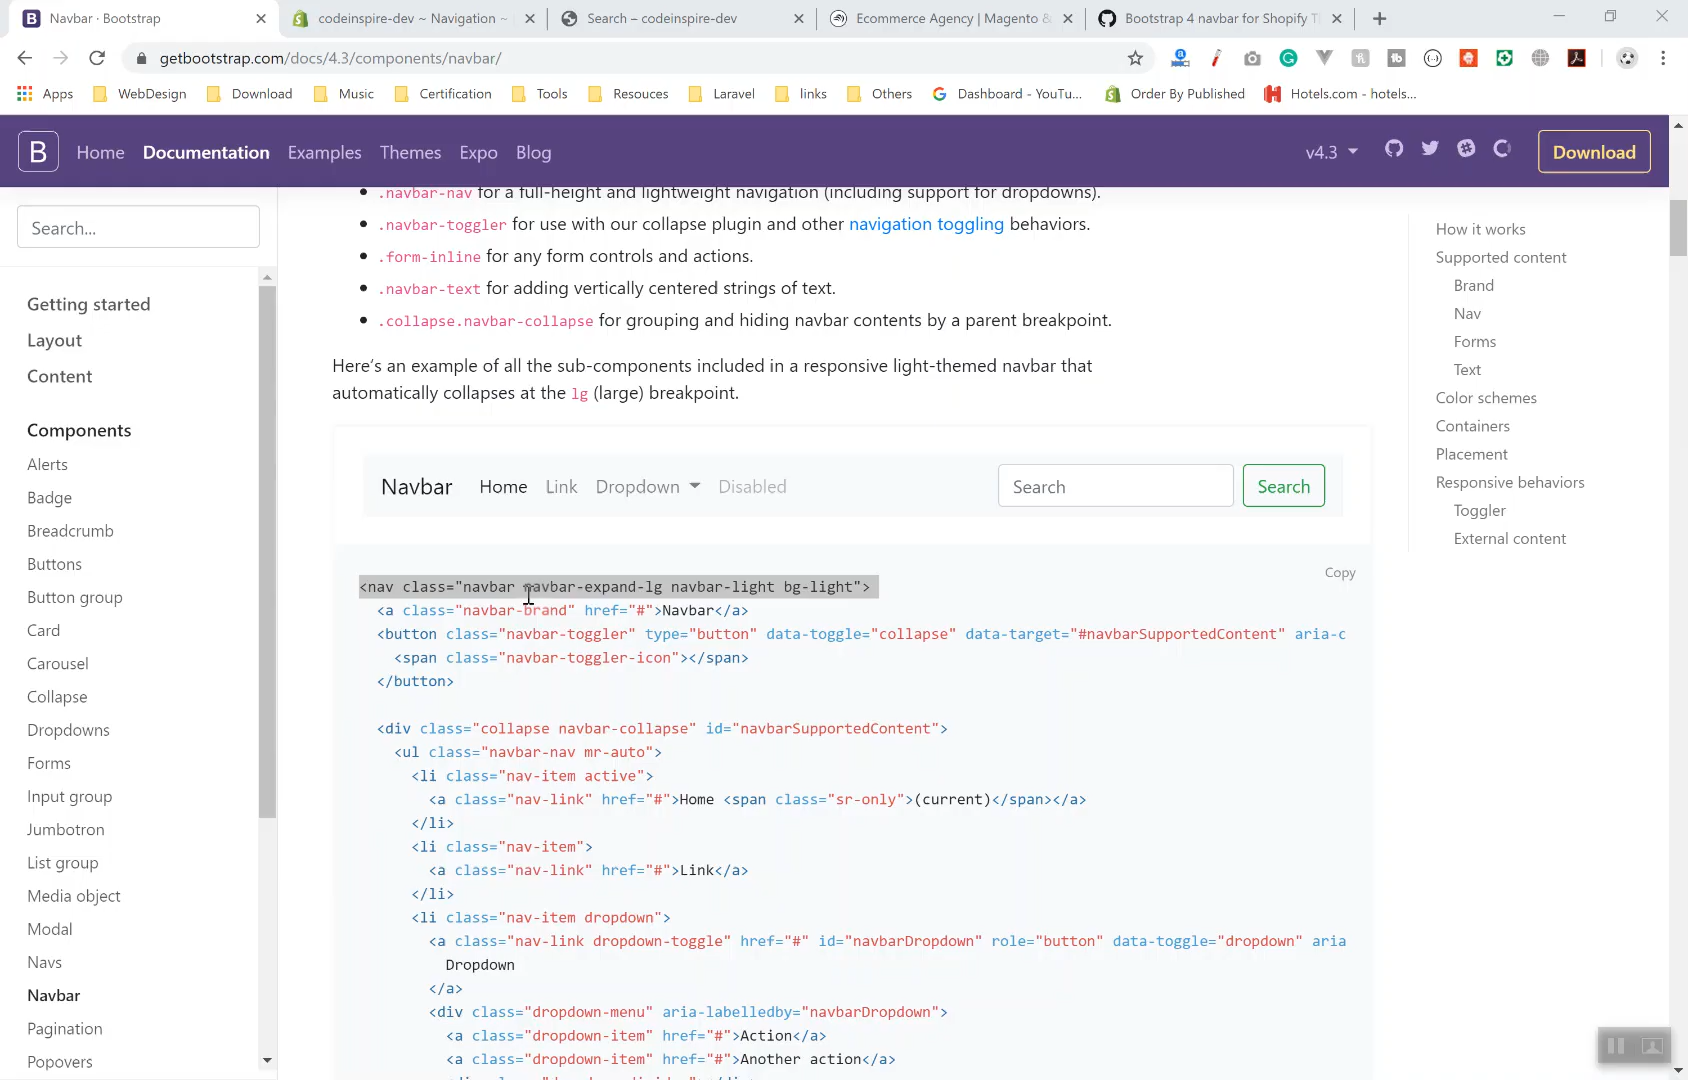 Navbar · Bootstrap
codeinspire-dev ~ Navigation ~
Search – codeinspire-dev
Ecommerce Agency | Magento &
Bootstrap 4 navbar for Shopify T
getbootstrap.com/docs/4.3/components/navbar/
Apps WebDesign Download Music Certification Tools Resouces Laravel links Others Dashboard - YouTu... Order By Published Hotels.com - hotels...
B Home Documentation Examples Themes Expo Blog v4.3 Download
Search...
Getting started
Layout
Content
Components
Alerts
Badge
Breadcrumb
Buttons
Button group
Card
Carousel
Collapse
Dropdowns
Forms
Input group
Jumbotron
List group
Media object
Modal
Navs
Navbar
Pagination
Popovers
.navbar-nav for a full-height and lightweight navigation (including support for dropdowns).
.navbar-toggler for use with our collapse plugin and other navigation toggling behaviors.
.form-inline for any form controls and actions.
.navbar-text for adding vertically centered strings of text.
.collapse.navbar-collapse for grouping and hiding navbar contents by a parent breakpoint.
Here's an example of all the sub-components included in a responsive light-themed navbar that
automatically collapses at the lg (large) breakpoint.
Navbar Home Link Dropdown Disabled Search Search
Copy
<nav class="navbar navbar-expand-lg navbar-light bg-light">
<a class="navbar-brand" href="#">Navbar</a>
<button class="navbar-toggler" type="button" data-toggle="collapse" data-target="#navbarSupportedContent" aria-c
<span class="navbar-toggler-icon"></span>
</button>
<div class="collapse navbar-collapse" id="navbarSupportedContent">
<ul class="navbar-nav mr-auto">
<li class="nav-item active">
<a class="nav-link" href="#">Home <span class="sr-only">(current)</span></a>
</li>
<li class="nav-item">
<a class="nav-link" href="#">Link</a>
</li>
<li class="nav-item dropdown">
<a class="nav-link dropdown-toggle" href="#" id="navbarDropdown" role="button" data-toggle="dropdown" aria
Dropdown
</a>
<div class="dropdown-menu" aria-labelledby="navbarDropdown">
<a class="dropdown-item" href="#">Action</a>
<a class="dropdown-item" href="#">Another action</a>
How it works
Supported content
Brand
Nav
Forms
Text
Color schemes
Containers
Placement
Responsive behaviors
Toggler
External content